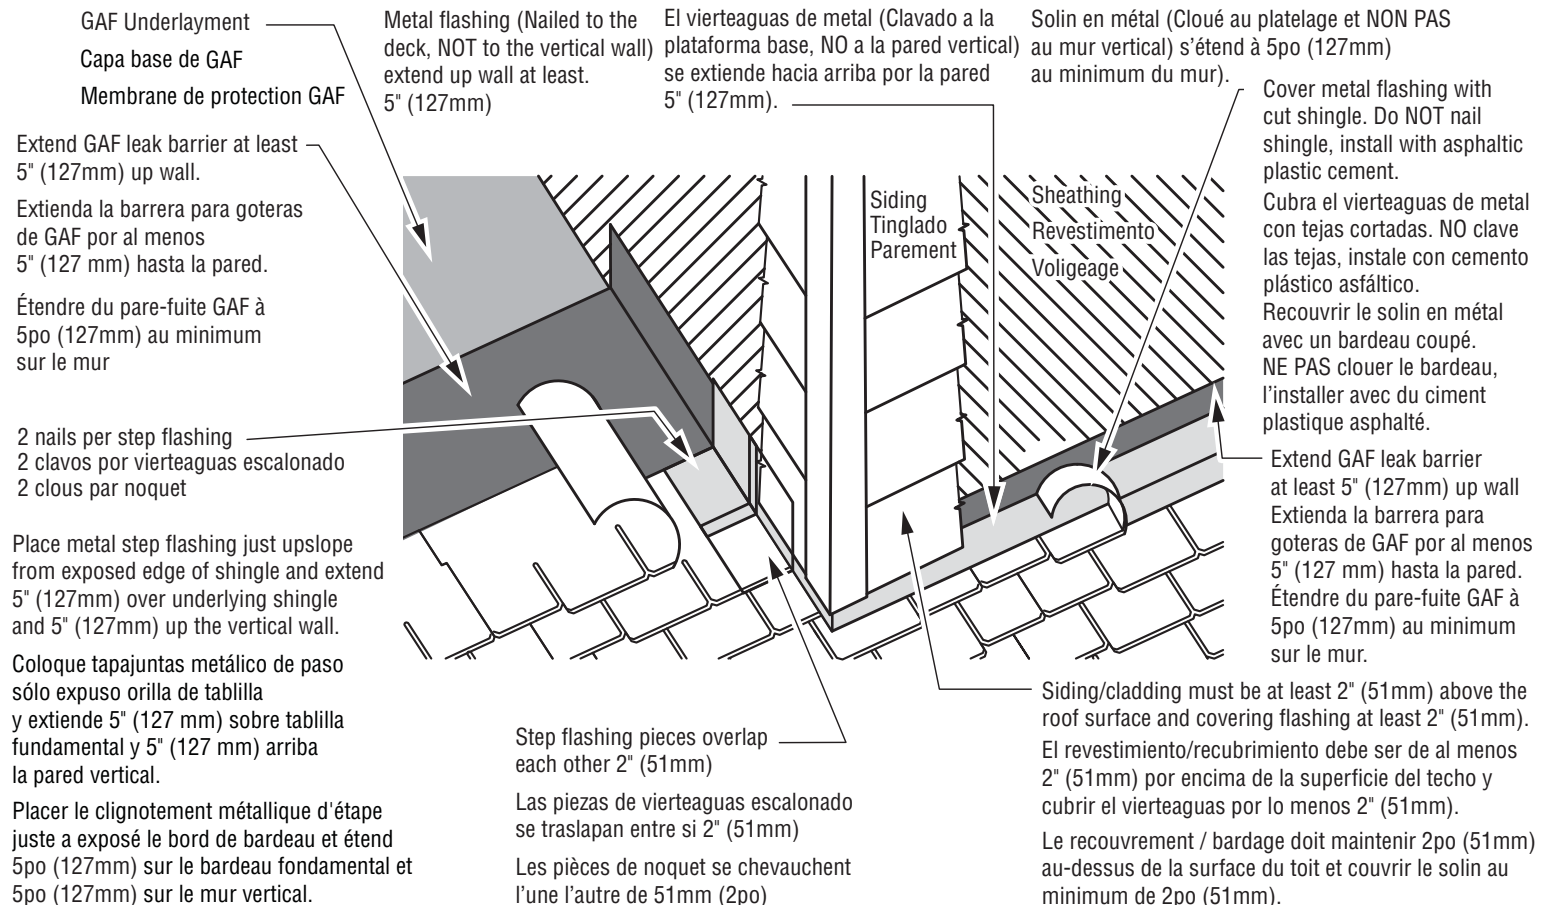 GAF Underlayment
Capa base de GAF
Membrane de protection GAF
Metal flashing (Nailed to the
deck, NOT to the vertical wall)
extend up wall at least.
5" (127mm)
El vierteaguas de metal (Clavado a la
plataforma base, NO a la pared vertical)
se extiende hacia arriba por la pared
5" (127mm).
Solin en métal (Cloué au platelage et NON PAS
au mur vertical) s’étend à 5po (127mm)
au minimum du mur).
Extend GAF leak barrier at least
5" (127mm) up wall.
Extienda la barrera para goteras
de GAF por al menos
5" (127 mm) hasta la pared.
Étendre du pare-fuite GAF à
5po (127mm) au minimum
sur le mur
2 nails per step flashing
2 clavos por vierteaguas escalonado
2 clous par noquet
Place metal step flashing just upslope
from exposed edge of shingle and extend
5" (127mm) over underlying shingle
and 5" (127mm) up the vertical wall.
Coloque tapajuntas metálico de paso
sólo expuso orilla de tablilla
y extiende 5" (127 mm) sobre tablilla
fundamental y 5" (127 mm) arriba
la pared vertical.
Placer le clignotement métallique d'étape
juste a exposé le bord de bardeau et étend
5po (127mm) sur le bardeau fondamental et
5po (127mm) sur le mur vertical.
Siding
Tinglado
Parement
Sheathing
Revestimento
Voligeage
Cover metal flashing with
cut shingle. Do NOT nail
shingle, install with asphaltic
plastic cement.
Cubra el vierteaguas de metal
con tejas cortadas. NO clave
las tejas, instale con cemento
plástico asfáltico.
Recouvrir le solin en métal
avec un bardeau coupé.
NE PAS clouer le bardeau,
l’installer avec du ciment
plastique asphalté.
Extend GAF leak barrier
at least 5" (127mm) up wall
Extienda la barrera para
goteras de GAF por al menos
5" (127 mm) hasta la pared.
Étendre du pare-fuite GAF à
5po (127mm) au minimum
sur le mur.
Step flashing pieces overlap
each other 2" (51mm)
Las piezas de vierteaguas escalonado
se traslapan entre si 2" (51mm)
Les pièces de noquet se chevauchent
l’une l’autre de 51mm (2po)
Siding/cladding must be at least 2" (51mm) above the
roof surface and covering flashing at least 2" (51mm).
El revestimiento/recubrimiento debe ser de al menos
2" (51mm) por encima de la superficie del techo y
cubrir el vierteaguas por lo menos 2" (51mm).
Le recouvrement / bardage doit maintenir 2po (51mm)
au-dessus de la surface du toit et couvrir le solin au
minimum de 2po (51mm).